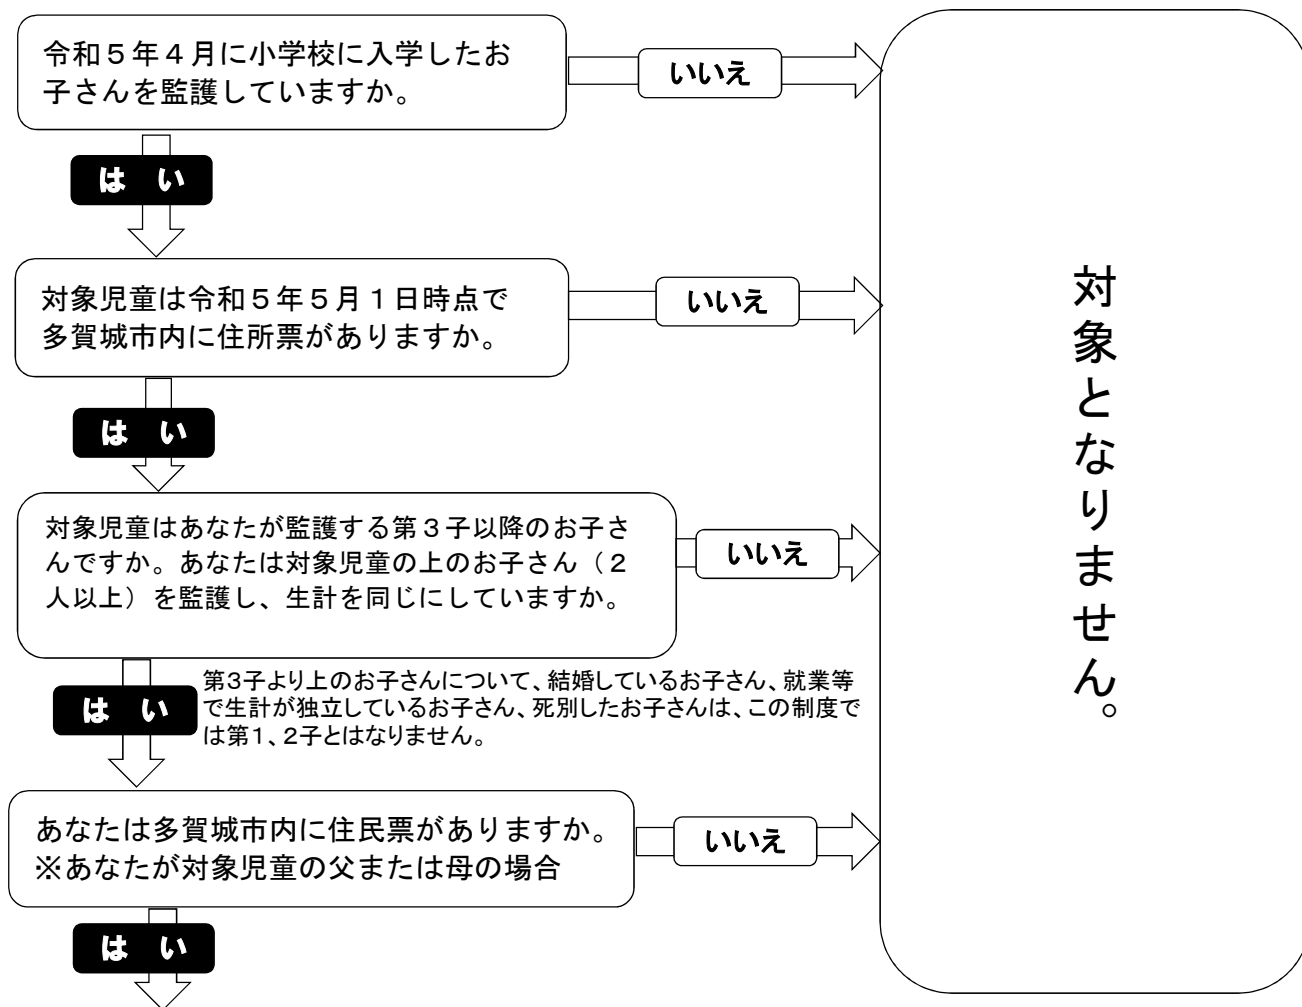 令和５年４月に小学校に入学したお
子さんを監護していますか。
いいえ
はい
対象児童は令和５年５月１日時点で
多賀城市内に住所票がありますか。
いいえ
はい
対象児童はあなたが監護する第３子以降のお子さ
んですか。あなたは対象児童の上のお子さん（２
人以上）を監護し、生計を同じにしていますか。
いいえ
はい
第3子より上のお子さんについて、結婚しているお子さん、就業等
で生計が独立しているお子さん、死別したお子さんは、この制度で
は第1、2子とはなりません。
あなたは多賀城市内に住民票がありますか。
※あなたが対象児童の父または母の場合
いいえ
はい
対象となりません。